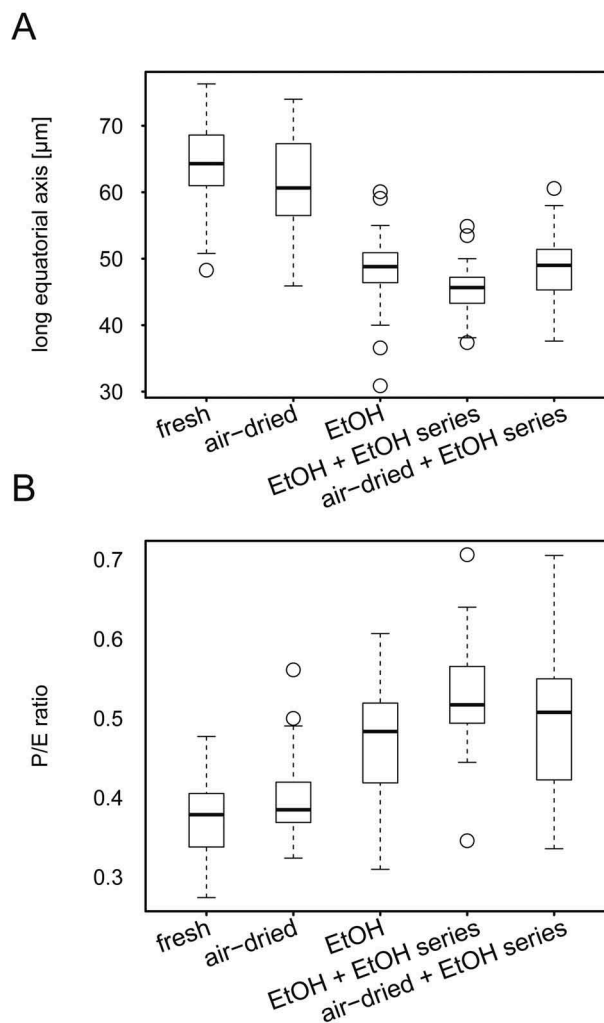 A
long equatorial axis [µm]
70
60
50
40
30
fresh
air−dried
EtOH
EtOH + EtOH series
air−dried + EtOH series
B
P/E ratio
0.7
0.6
0.5
0.4
0.3
fresh
air−dried
EtOH
EtOH + EtOH series
air−dried + EtOH series